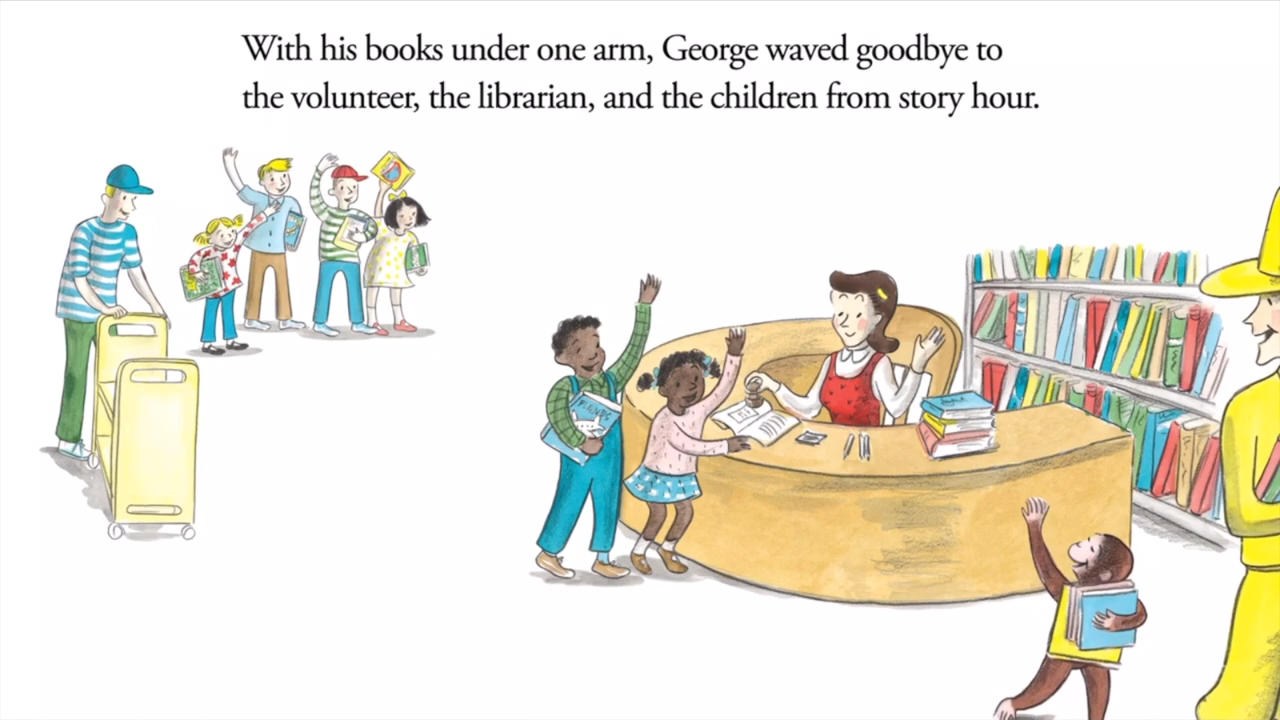 With his books under one arm, George waved goodbye to
the volunteer, the librarian, and the children from story hour.